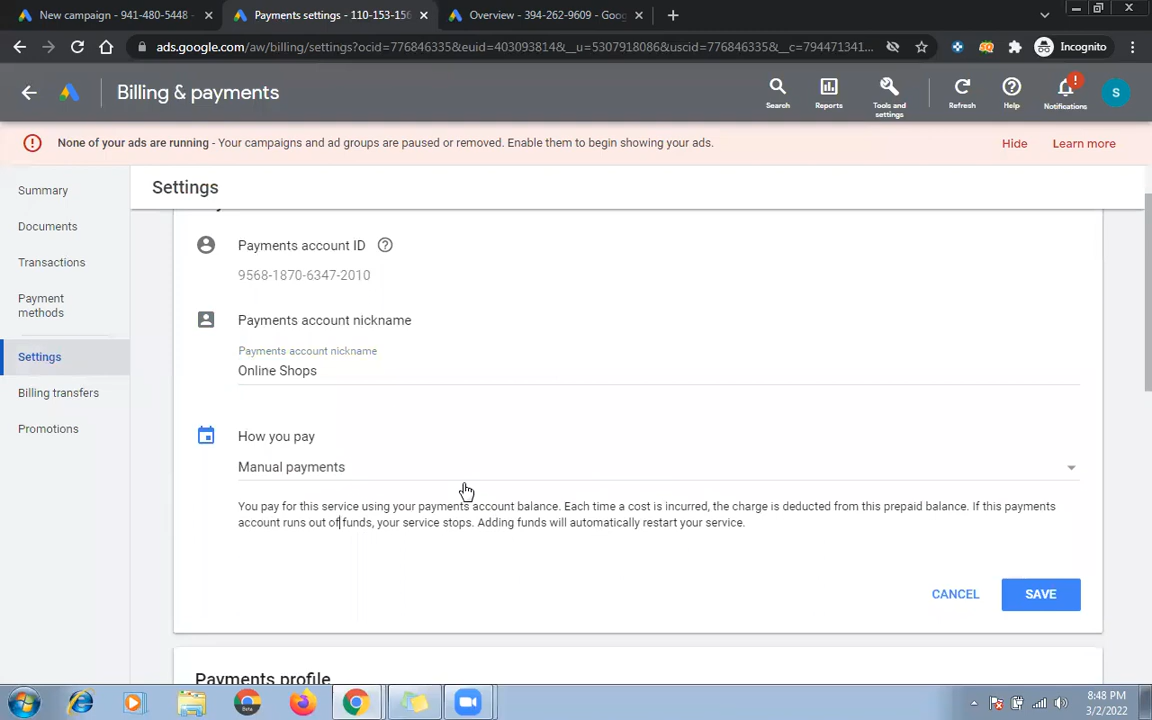 New campaign - 941-480-5448 -
Payments settings - 110-153-156
Overview - 394-262-9609 - Goog
ads.google.com/aw/billing/settings?ocid=776846335&euid=403093814&__u=5307918086&uscid=776846335&__c=794471341...
Incognito
Billing & payments
Search
Reports
Tools and
settings
Refresh
Help
Notifications
S
None of your ads are running - Your campaigns and ad groups are paused or removed. Enable them to begin showing your ads.
Hide
Learn more
Summary
Documents
Transactions
Payment
methods
Settings
Billing transfers
Promotions
Settings
Payments account ID
9568-1870-6347-2010
Payments account nickname
Payments account nickname
Online Shops
How you pay
Manual payments
You pay for this service using your payments account balance. Each time a cost is incurred, the charge is deducted from this prepaid balance. If this payments
account runs out of funds, your service stops. Adding funds will automatically restart your service.
CANCEL
SAVE
Payments profile
8:48 PM
3/2/2022